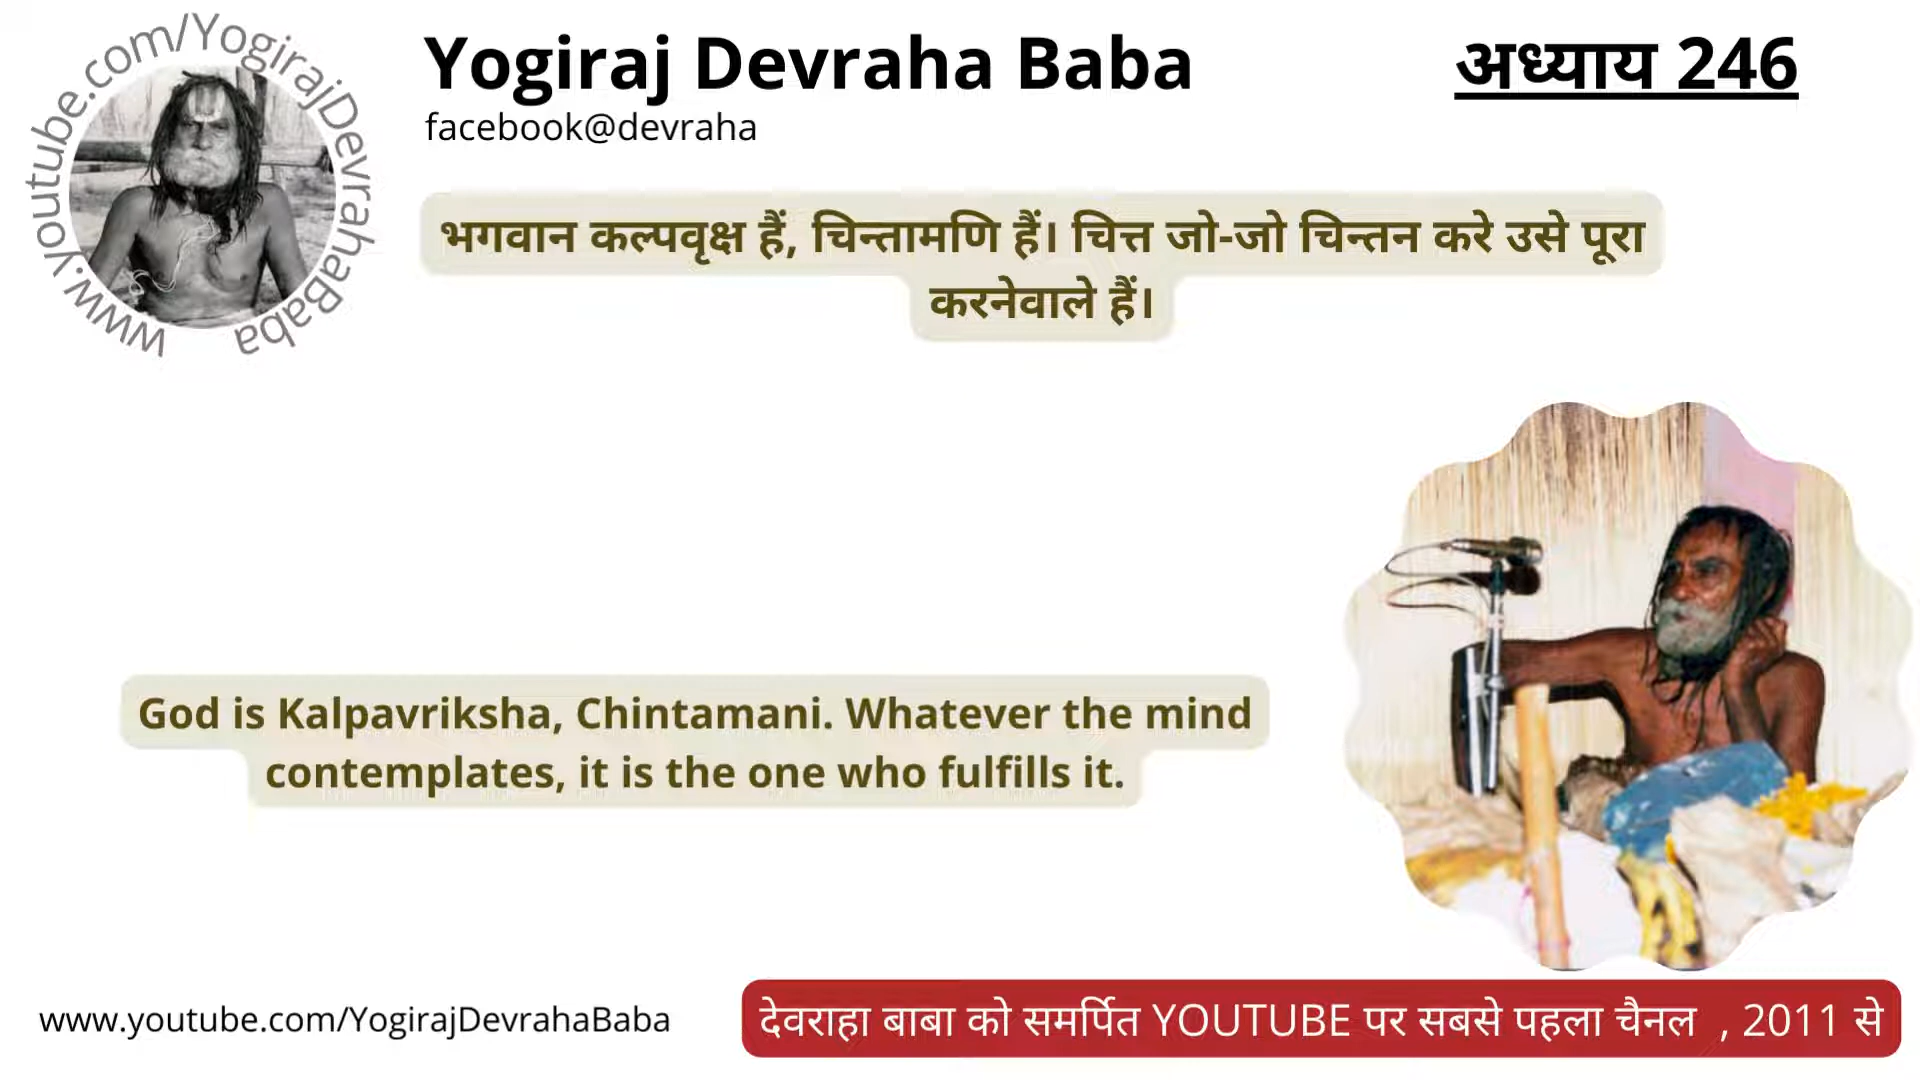 www.youtube.com/YogirajDevrahaBaba
Yogiraj Devraha Baba
facebook@devraha
अध्याय 246
भगवान कल्पवृक्ष हैं, चिन्तामणि हैं। चित्त जो-जो चिन्तन करे उसे पूरा
करनेवाले हैं।
God is Kalpavriksha, Chintamani. Whatever the mind
contemplates, it is the one who fulfills it.
www.youtube.com/YogirajDevrahaBaba
देवराहा बाबा को समर्पित YOUTUBE पर सबसे पहला चैनल , 2011 से